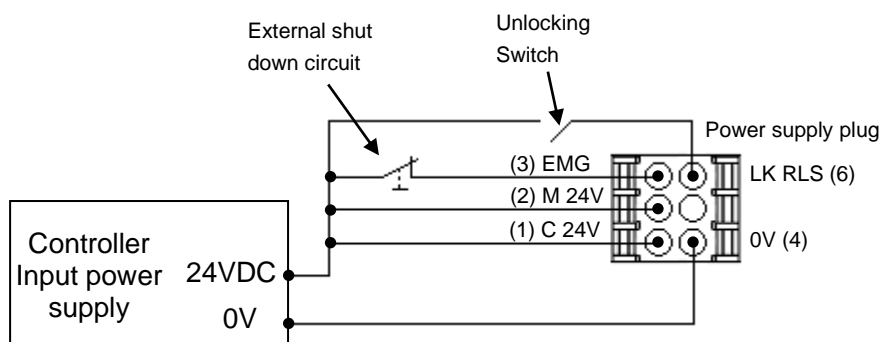 External shut
down circuit
Unlocking
Switch
Power supply plug
(3) EMG
LK RLS (6)
(2) M 24V
(1) C 24V
0V (4)
Controller
Input power
supply
24VDC
0V